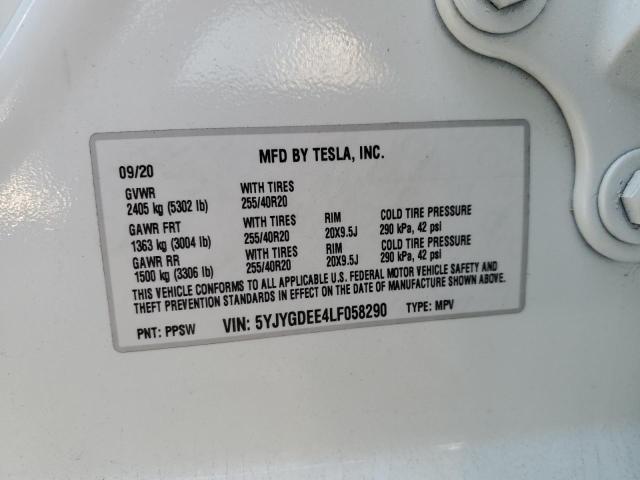 MFD BY TESLA, INC.
09/20
GVWR WITH TIRES
2405 kg (5302 lb) 255/40R20
GAWR FRT WITH TIRES RIM COLD TIRE PRESSURE
1363 kg (3004 lb) 255/40R20 20X9.5J 290 kPa, 42 psi
GAWR RR WITH TIRES RIM COLD TIRE PRESSURE
1500 kg (3306 lb) 255/40R20 20X9.5J 290 kPa, 42 psi
THIS VEHICLE CONFORMS TO ALL APPLICABLE U.S. FEDERAL MOTOR VEHICLE SAFETY AND
THEFT PREVENTION STANDARDS IN EFFECT ON THE DATE OF MANUFACTURE SHOWN ABOVE.
PNT: PPSW VIN: 5YJYGDEE4LF058290 TYPE: MPV